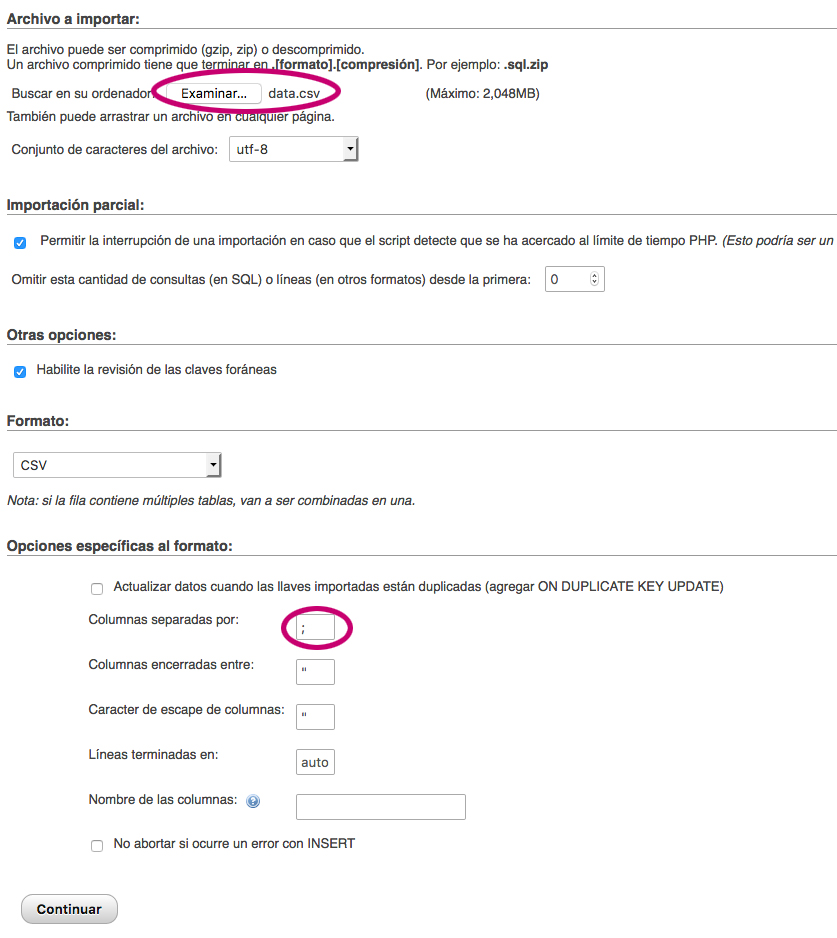 Archivo a importar:
El archivo puede ser comprimido (gzip, zip) o descomprimido.
Un archivo comprimido tiene que terminar en .[formato].[compresión]. Por ejemplo: .sql.zip
Buscar en su ordenador: Examinar... data.csv (Máximo: 2,048MB)
También puede arrastrar un archivo en cualquier página.
Conjunto de caracteres del archivo: utf-8
Importación parcial:
Permitir la interrupción de una importación en caso que el script detecte que se ha acercado al límite de tiempo PHP. (Esto podría ser un
Omitir esta cantidad de consultas (en SQL) o líneas (en otros formatos) desde la primera: 0
Otras opciones:
Habilite la revisión de las claves foráneas
Formato:
CSV
Nota: si la fila contiene múltiples tablas, van a ser combinadas en una.
Opciones específicas al formato:
Actualizar datos cuando las llaves importadas están duplicadas (agregar ON DUPLICATE KEY UPDATE)
Columnas separadas por: ;
Columnas encerradas entre: "
Caracter de escape de columnas: "
Líneas terminadas en: auto
Nombre de las columnas:
No abortar si ocurre un error con INSERT
Continuar